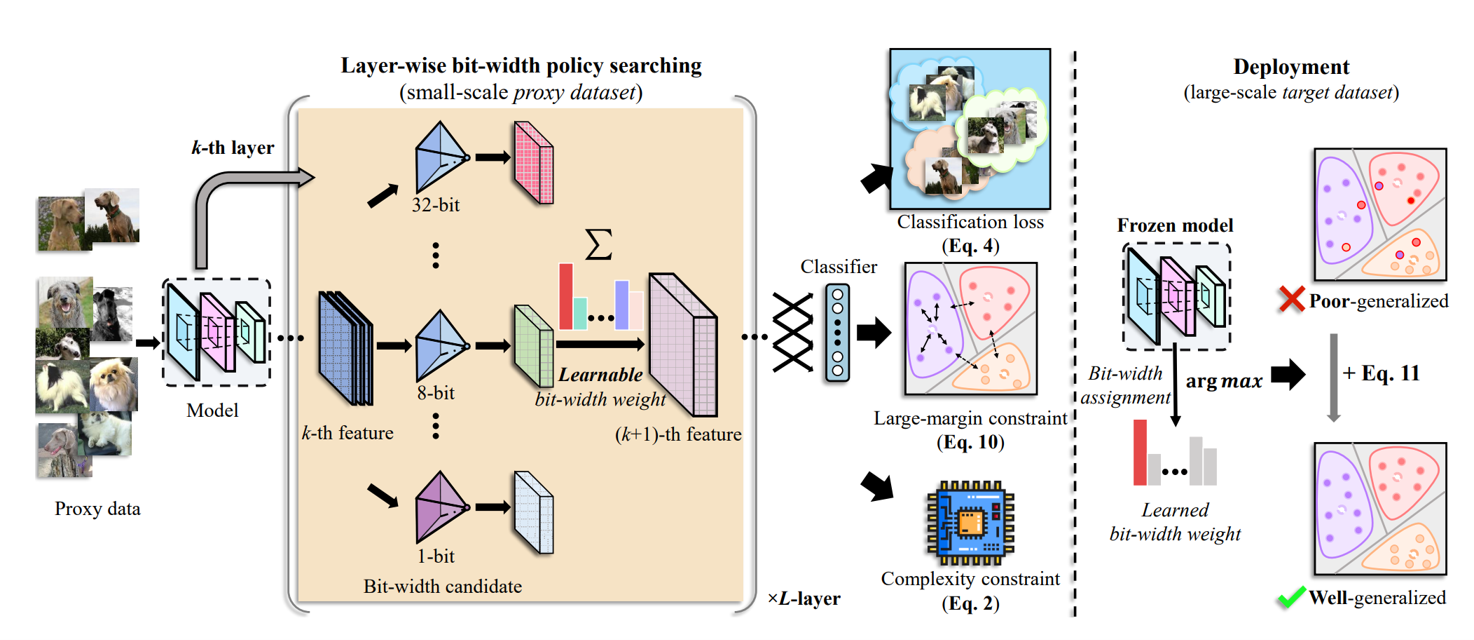 Layer-wise bit-width policy searching
(small-scale proxy dataset)
k-th layer
Proxy data
Model
k-th feature
32-bit
8-bit
1-bit
Bit-width candidate
∑
Learnable
bit-width weight
(k+1)-th feature
×L-layer
Classifier
Classification loss
(Eq. 4)
Large-margin constraint
(Eq. 10)
Complexity constraint
(Eq. 2)
Deployment
(large-scale target dataset)
Frozen model
Bit-width
assignment
arg max
Learned
bit-width weight
Poor-generalized
+ Eq. 11
Well-generalized